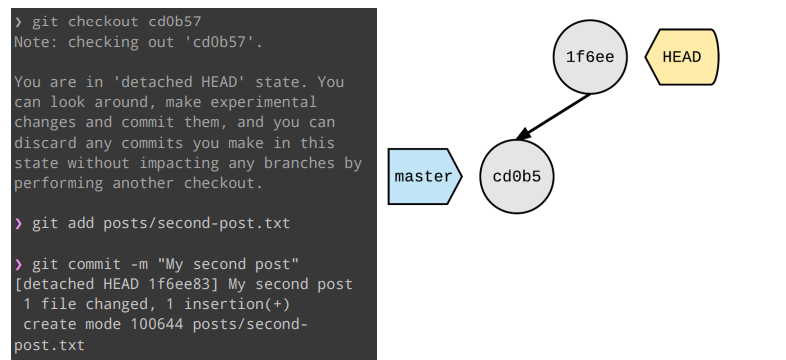 ❯ git checkout cd0b57
Note: checking out 'cd0b57'.
You are in 'detached HEAD' state. You
can look around, make experimental
changes and commit them, and you can
discard any commits you make in this
state without impacting any branches by
performing another checkout.
❯ git add posts/second-post.txt
❯ git commit -m "My second post"
[detached HEAD 1f6ee83] My second post
1 file changed, 1 insertion(+)
create mode 100644 posts/second-
post.txt
1f6ee
HEAD
master
cd0b5